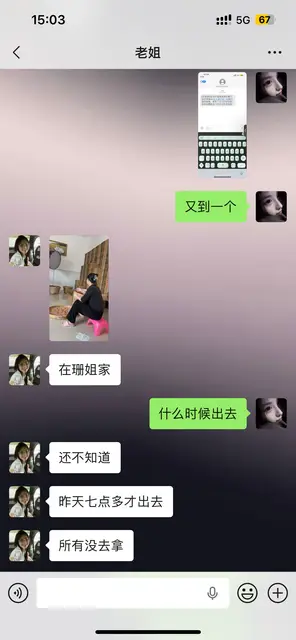 15:03
5G
67
老姐
又到一个
在珊姐家
什么时候出去
还不知道
昨天七点多才出去
所有没去拿